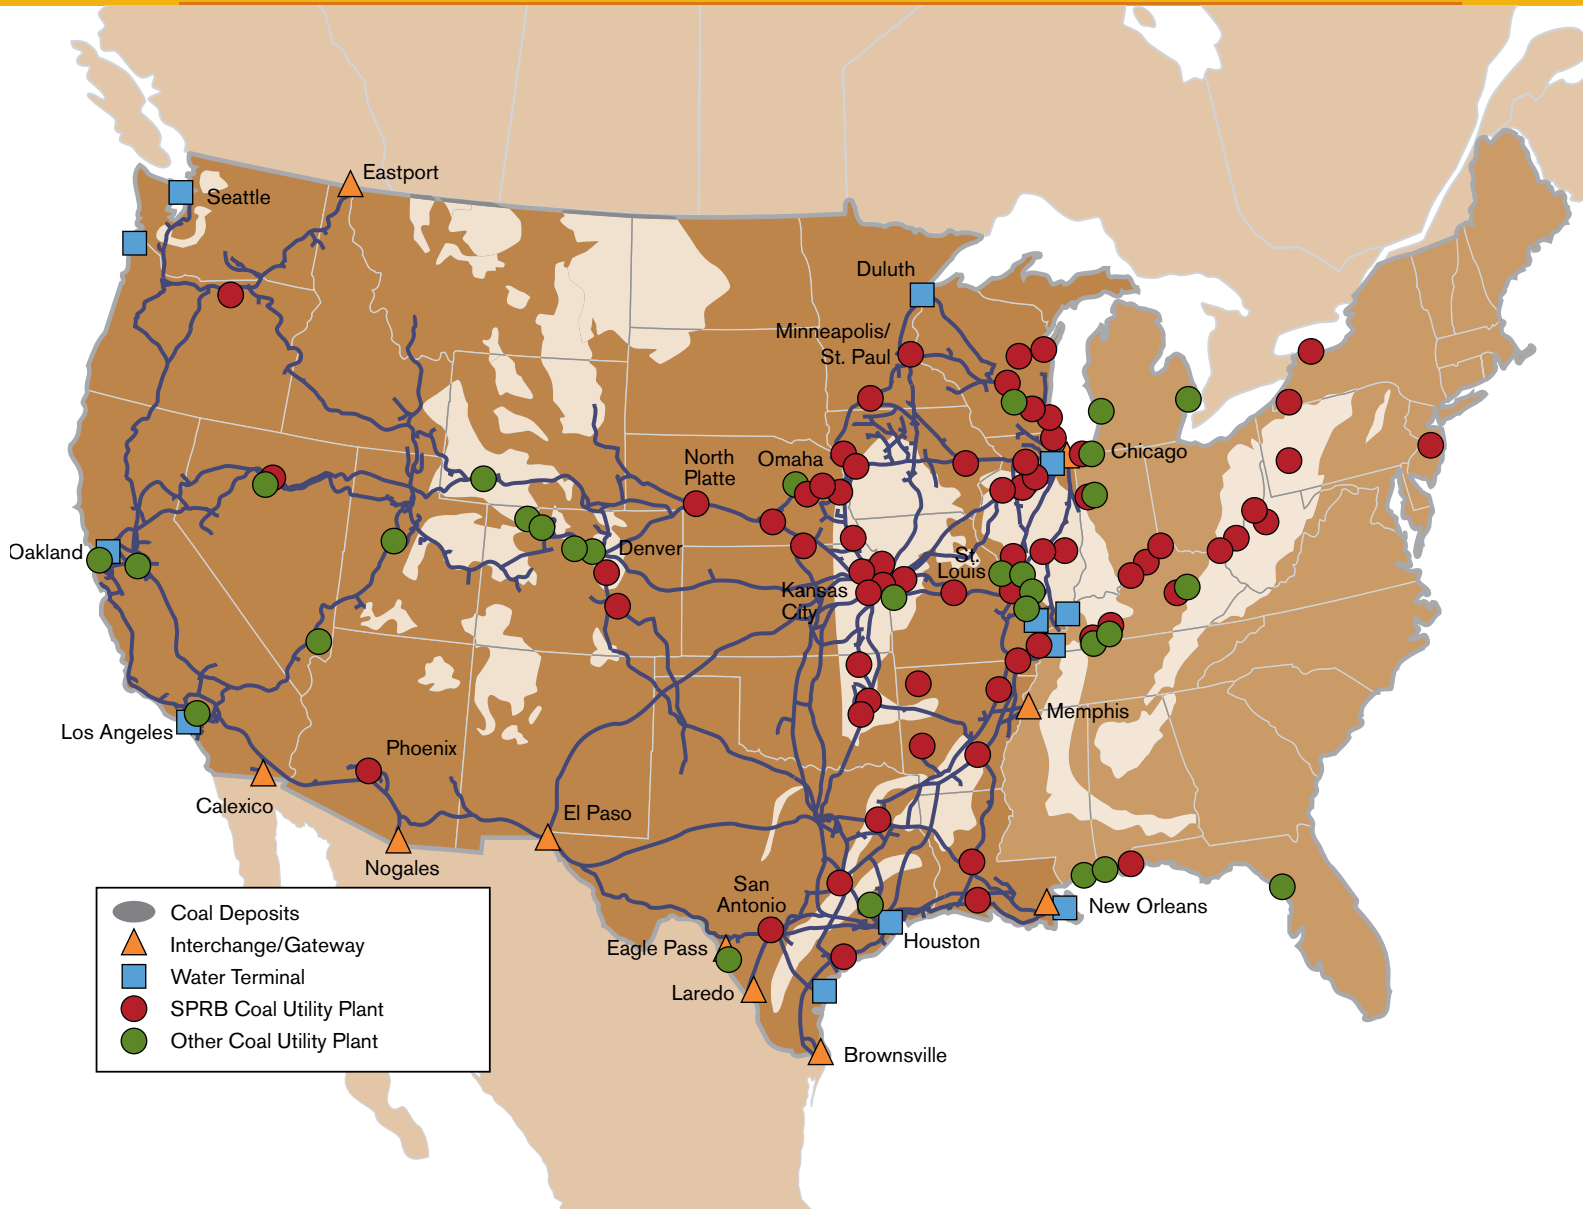 Eastport
Seattle
Duluth
Minneapolis/
St. Paul
North
Platte
Omaha
Chicago
Oakland
Denver
St.
Louis
Kansas
City
Los Angeles
Memphis
Phoenix
Calexico
El Paso
Nogales
San
Antonio
New Orleans
Eagle Pass
Houston
Laredo
Brownsville
Coal Deposits
Interchange/Gateway
Water Terminal
SPRB Coal Utility Plant
Other Coal Utility Plant